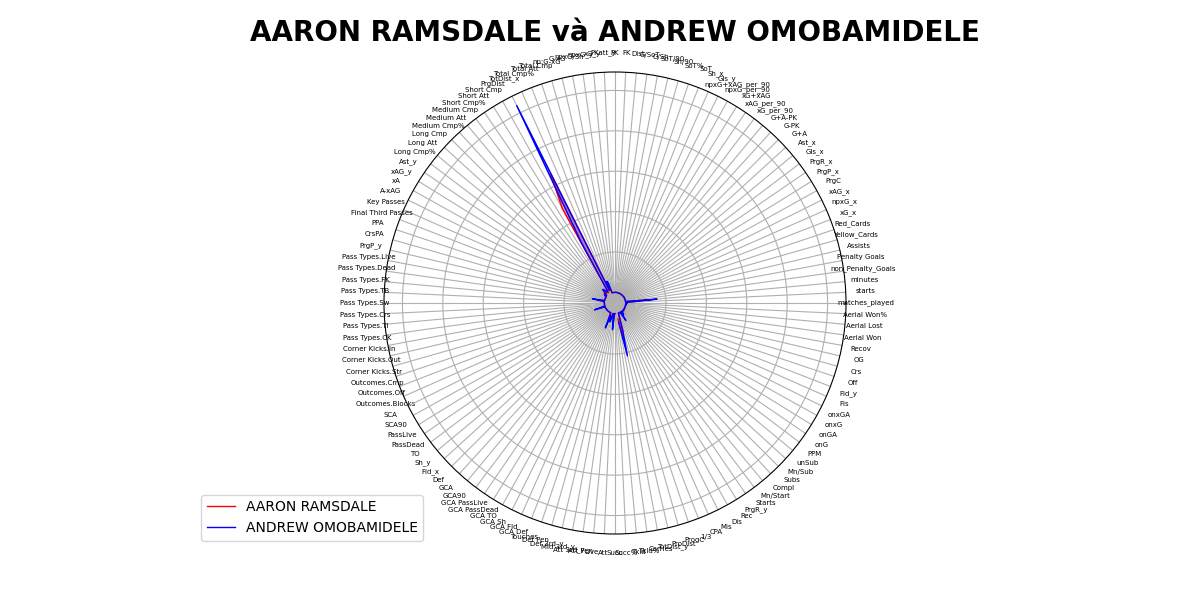 AARON RAMSDALE và ANDREW OMOBAMIDELE
Total Cmp%
TotDist_x
PrgDist
Short Cmp
Short Att
Short Cmp%
Medium Cmp
Medium Att
Medium Cmp%
Long Cmp
Long Att
Long Cmp%
Ast_y
xAG_y
xA
A-xAG
Key Passes
Final Third Passes
PPA
CrsPA
PrgP_y
Pass Types.Live
Pass Types.Dead
Pass Types.FK
Pass Types.TB
Pass Types.Sw
Pass Types.Crs
Pass Types.TI
Pass Types.CK
Corner Kicks.In
Corner Kicks.Out
Corner Kicks.Str
Outcomes.Cmp
Outcomes.Off
Outcomes.Blocks
SCA
SCA90
PassLive
PassDead
TO
Sh_y
Fld_x
Def
GCA
GCA90
GCA PassLive
GCA PassDead
GCA TO
GCA Sh
GCA Fld
GCA Def
Touches
FK
SoT%
SoT
Sh_x
Gls_y
npxG+xAG_per_90
npxG_per_90
xG+xAG
xAG_per_90
xG_per_90
G+A-PK
G-PK
G+A
Ast_x
Gls_x
PrgR_x
PrgP_x
PrgC
xAG_x
npxG_x
xG_x
Red_Cards
Yellow_Cards
Assists
Penalty Goals
non_Penalty_Goals
minutes
starts
matches_played
Aerial Won%
Aerial Lost
Aerial Won
Recov
OG
Crs
Off
Fld_y
Fls
onxGA
onxG
onGA
onG
PPM
unSub
Mn/Sub
Subs
Compl
Mn/Start
Starts
PrgR_y
Rec
Dis
Mis
CPA
1/3
ProgC
AARON RAMSDALE
ANDREW OMOBAMIDELE